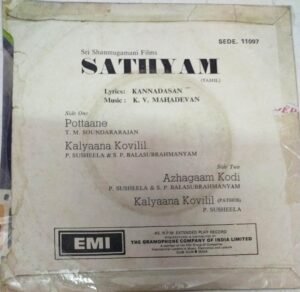 SEDE. 11097
Sri Shanmugamani Films
SATHYAM
(TAMIL)
Lyrics: KANNADASAN
Music : K. V. MAHADEVAN
Side One
Pottaane
T. M. SOUNDARARAJAN
Kalyaana Kovilil
P. SUSHEELA & S. P. BALASUBRAHMANYAM
Side Two
Azhagaam Kodi
P. SUSHEELA & S. P. BALASUBRAHMANYAM
Kalyaana Kovilil (PATHOS)
P. SUSHEELA
EMI
45 R.P.M EXTENDED PLAY RECORD
THE GRAMOPHONE COMPANY OF INDIA LIMITED